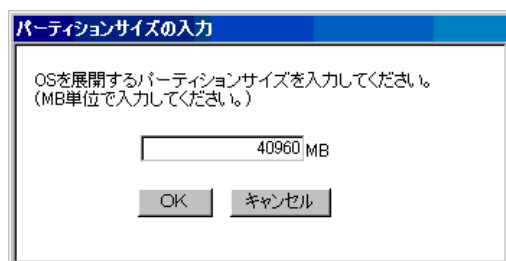 パーティションサイズの入力
OSを展開するパーティションサイズを入力してください。
(MB単位で入力してください。)
40960 MB
OK キャンセル